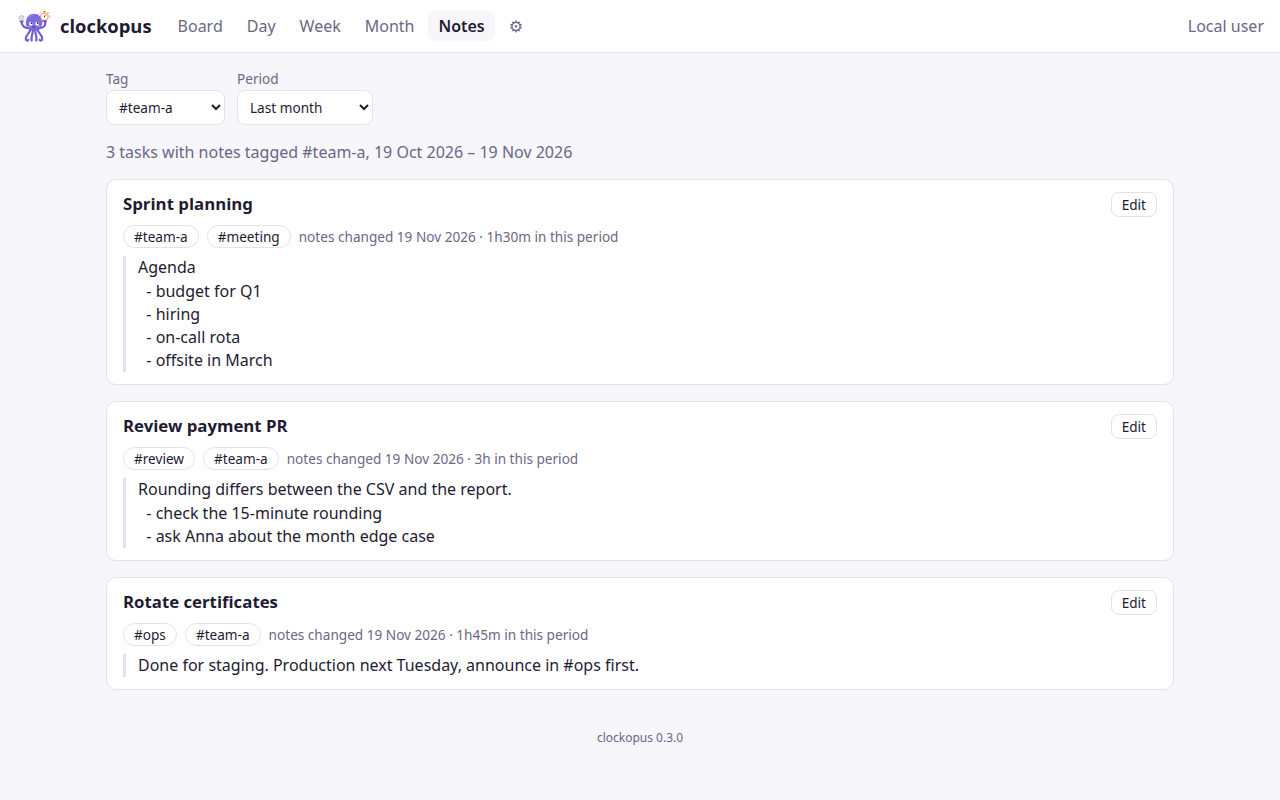 clockopus Board Day Week Month Notes ⚙ Local user
Tag Period
#team-a Last month
3 tasks with notes tagged #team-a, 19 Oct 2026 – 19 Nov 2026
Sprint planning Edit
#team-a #meeting notes changed 19 Nov 2026 · 1h30m in this period
Agenda
- budget for Q1
- hiring
- on-call rota
- offsite in March
Review payment PR Edit
#review #team-a notes changed 19 Nov 2026 · 3h in this period
Rounding differs between the CSV and the report.
- check the 15-minute rounding
- ask Anna about the month edge case
Rotate certificates Edit
#ops #team-a notes changed 19 Nov 2026 · 1h45m in this period
Done for staging. Production next Tuesday, announce in #ops first.
clockopus 0.3.0